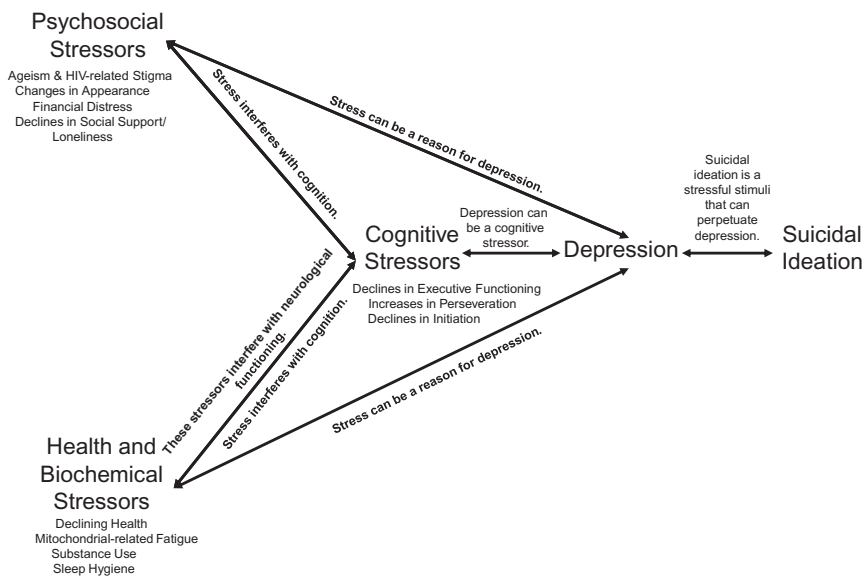 Psychosocial
Stressors
Ageism & HIV-related Stigma
Changes in Appearance
Financial Distress
Declines in Social Support/
Loneliness
Stress interferes with cognition.
Stress can be a reason for depression.
Cognitive
Stressors
Declines in Executive Functioning
Increases in Perseveration
Declines in Initiation
Depression can
be a cognitive
stressor.
Depression
Suicidal
ideation is a
stressful stimuli
that can
perpetuate
depression.
Suicidal
Ideation
These stressors interfere with neurological
functioning.
Stress interferes with cognition.
Stress can be a reason for depression.
Health and
Biochemical
Stressors
Declining Health
Mitochondrial-related Fatigue
Substance Use
Sleep Hygiene